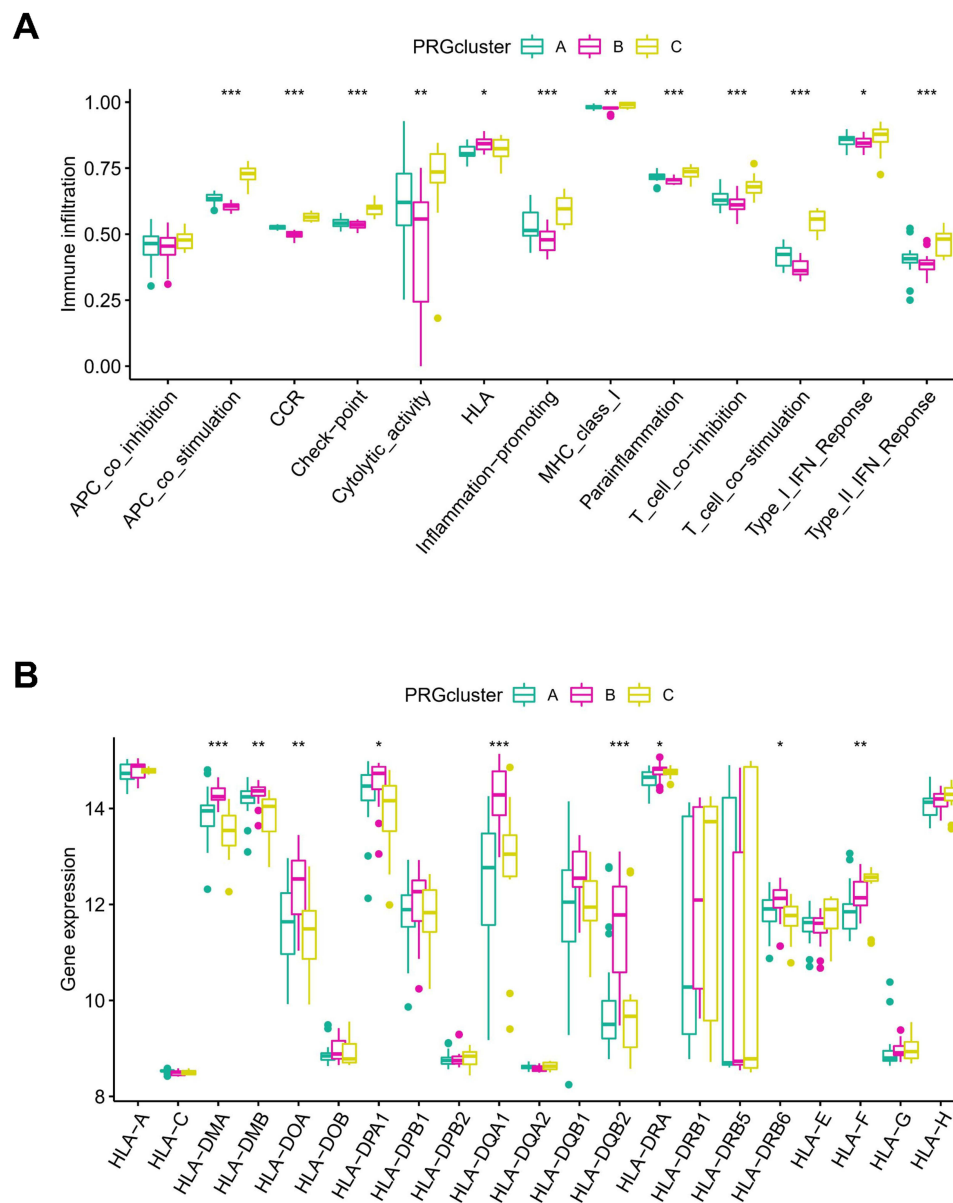 A
PRGcluster A B C
*** *** *** ** * *** ** *** *** *** * ***
Immune infiltration
1.00
0.75
0.50
0.25
0.00
APC_co_inhibition
APC_co_stimulation
CCR
Check-point
Cytolytic_activity
HLA
Inflammation-promoting
MHC_class_I
Parainflammation
T_cell_co-inhibition
T_cell_co-stimulation
Type_I_IFN_Reponse
Type_II_IFN_Reponse
B
PRGcluster A B C
*** ** ** * *** *** * * **
Gene expression
14
12
10
8
HLA-A
HLA-C
HLA-DMA
HLA-DMB
HLA-DOA
HLA-DOB
HLA-DPA1
HLA-DPB1
HLA-DPB2
HLA-DQA1
HLA-DQA2
HLA-DQB1
HLA-DQB2
HLA-DRA
HLA-DRB1
HLA-DRB5
HLA-DRB6
HLA-E
HLA-F
HLA-G
HLA-H